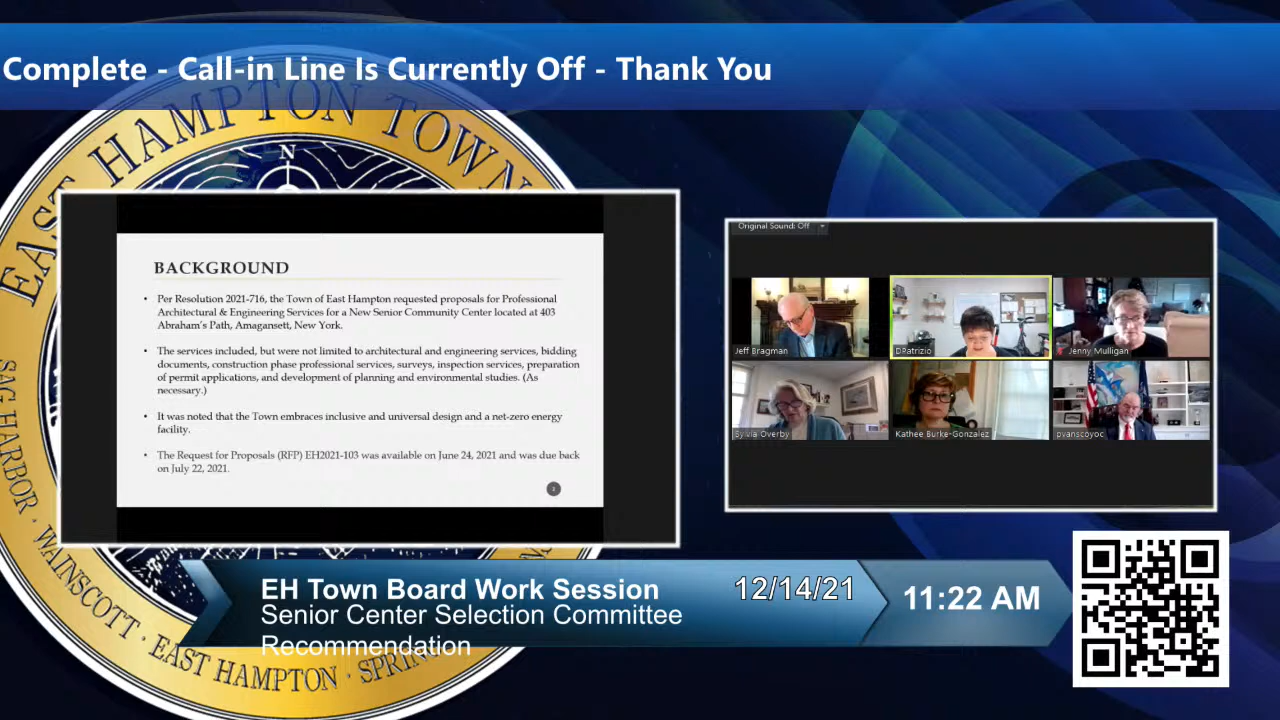 Complete - Call-in Line Is Currently Off - Thank You
EAST HAMPTON TOWN
N
BACKGROUND
• Per Resolution 2021-716, the Town of East Hampton requested proposals for Professional
Architectural & Engineering Services for a New Senior Community Center located at 403
Abraham's Path, Amagansett, New York.
• The services included, but were not limited to architectural and engineering services, bidding
documents, construction phase professional services, surveys, inspection services, preparation
of permit applications, and development of planning and environmental studies. (As
necessary.)
• It was noted that the Town embraces inclusive and universal design and a net-zero energy
facility.
• The Request for Proposals (RFP) EH2021-103 was available on June 24, 2021 and was due back
on July 22, 2021.
2
Original Sound: Off
Jeff Bragman
DPatrizio
Jenny Mulligan
Sylvia Overby
Kathee Burke-Gonzalez
pvanscoyoc
SAG HARBOR · WAINSCOTT · EAST HAMPTON · SPRIN
EH Town Board Work Session
Senior Center Selection Committee
Recommendation
12/14/21
11:22 AM